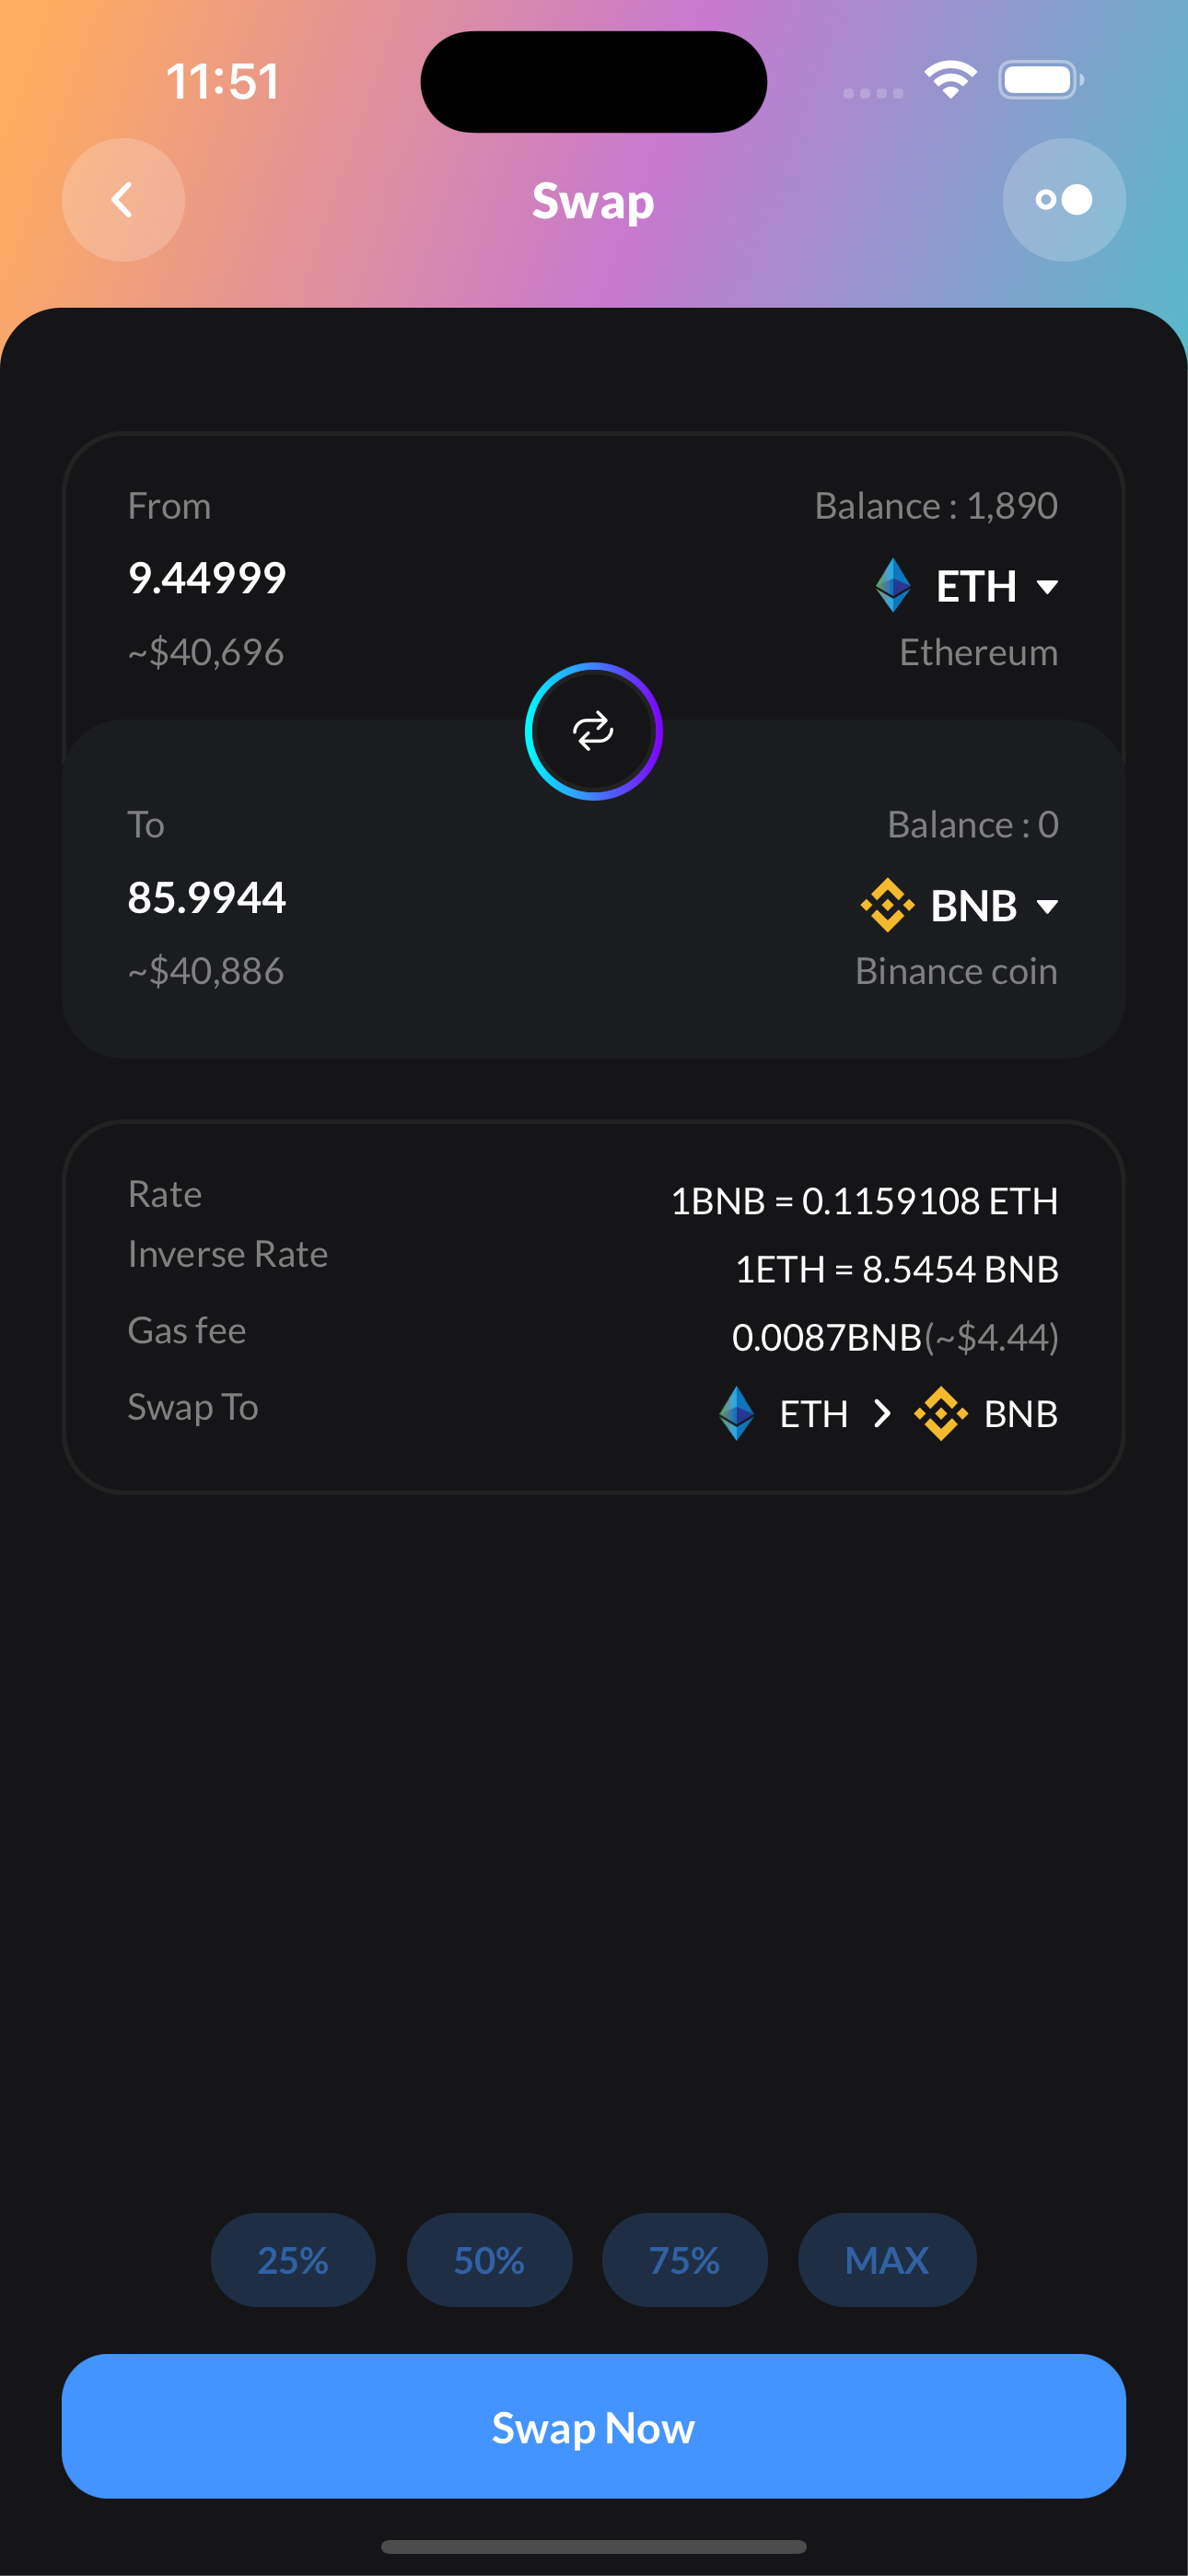 11:51
Swap
From
Balance : 1,890
9.44999
ETH
~$40,696
Ethereum
To
Balance : 0
85.9944
BNB
~$40,886
Binance coin
Rate
1BNB = 0.1159108 ETH
Inverse Rate
1ETH = 8.5454 BNB
Gas fee
0.0087BNB(~$4.44)
Swap To
ETH > BNB
25% 50% 75% MAX
Swap Now